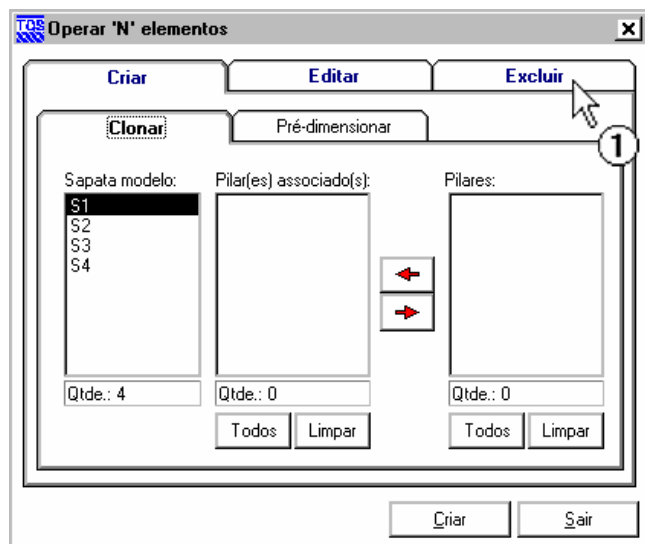 TQS Operar 'N' elementos
Criar Editar Excluir
1
Clonar Pré-dimensionar
Sapata modelo: Pilar(es) associado(s): Pilares:
S1
S2
S3
S4
Qtde.: 4 Qtde.: 0 Qtde.: 0
Todos Limpar Todos Limpar
Criar Sair